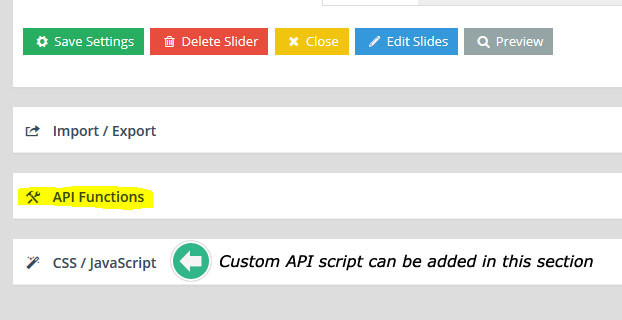 Save Settings Delete Slider Close Edit Slides Preview
Import / Export
API Functions
CSS / JavaScript Custom API script can be added in this section